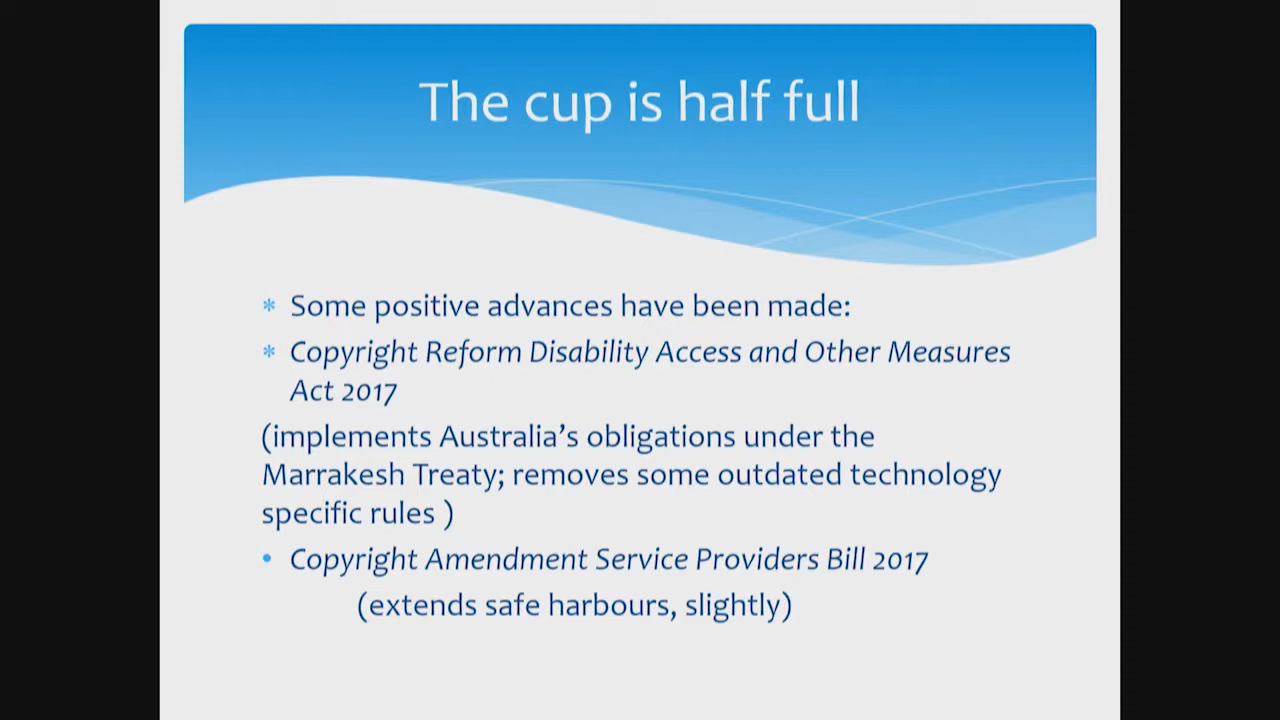 The cup is half full
* Some positive advances have been made:
* Copyright Reform Disability Access and Other Measures
Act 2017
(implements Australia’s obligations under the
Marrakesh Treaty; removes some outdated technology
specific rules )
• Copyright Amendment Service Providers Bill 2017
(extends safe harbours, slightly)